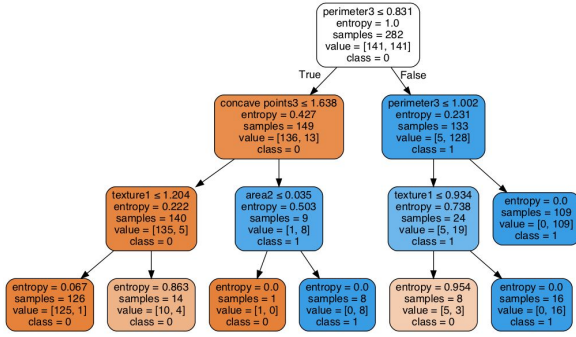 perimeter3 ≤ 0.831
entropy = 1.0
samples = 282
value = [141, 141]
class = 0
True
False
concave points3 ≤ 1.638
entropy = 0.427
samples = 149
value = [136, 13]
class = 0
perimeter3 ≤ 1.002
entropy = 0.231
samples = 133
value = [5, 128]
class = 1
texture1 ≤ 1.204
entropy = 0.222
samples = 140
value = [135, 5]
class = 0
area2 ≤ 0.035
entropy = 0.503
samples = 9
value = [1, 8]
class = 1
texture1 ≤ 0.934
entropy = 0.738
samples = 24
value = [5, 19]
class = 1
entropy = 0.0
samples = 109
value = [0, 109]
class = 1
entropy = 0.067
samples = 126
value = [125, 1]
class = 0
entropy = 0.863
samples = 14
value = [10, 4]
class = 0
entropy = 0.0
samples = 1
value = [1, 0]
class = 0
entropy = 0.0
samples = 8
value = [0, 8]
class = 1
entropy = 0.954
samples = 8
value = [5, 3]
class = 0
entropy = 0.0
samples = 16
value = [0, 16]
class = 1